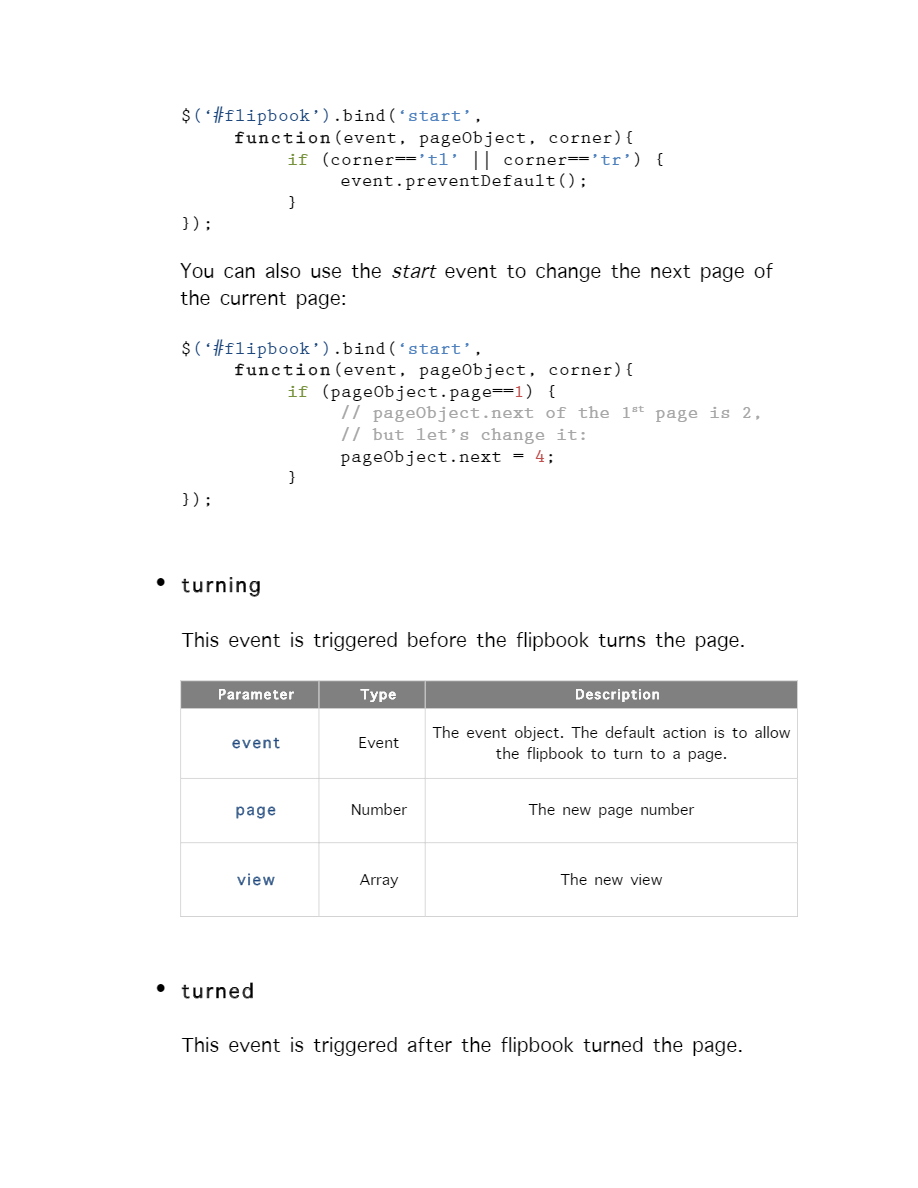 $(‘#flipbook’).bind(‘start’,
function(event, pageObject, corner){
if (corner==’tl’ || corner==’tr’) {
event.preventDefault();
}
});
You can also use the start event to change the next page of
the current page:
$(‘#flipbook’).bind(‘start’,
function(event, pageObject, corner){
if (pageObject.page==1) {
// pageObject.next of the 1st page is 2,
// but let’s change it:
pageObject.next = 4;
}
});
• turning
This event is triggered before the flipbook turns the page.
Parameter Type Description
event Event The event object. The default action is to allow
the flipbook to turn to a page.
page Number The new page number
view Array The new view
• turned
This event is triggered after the flipbook turned the page.